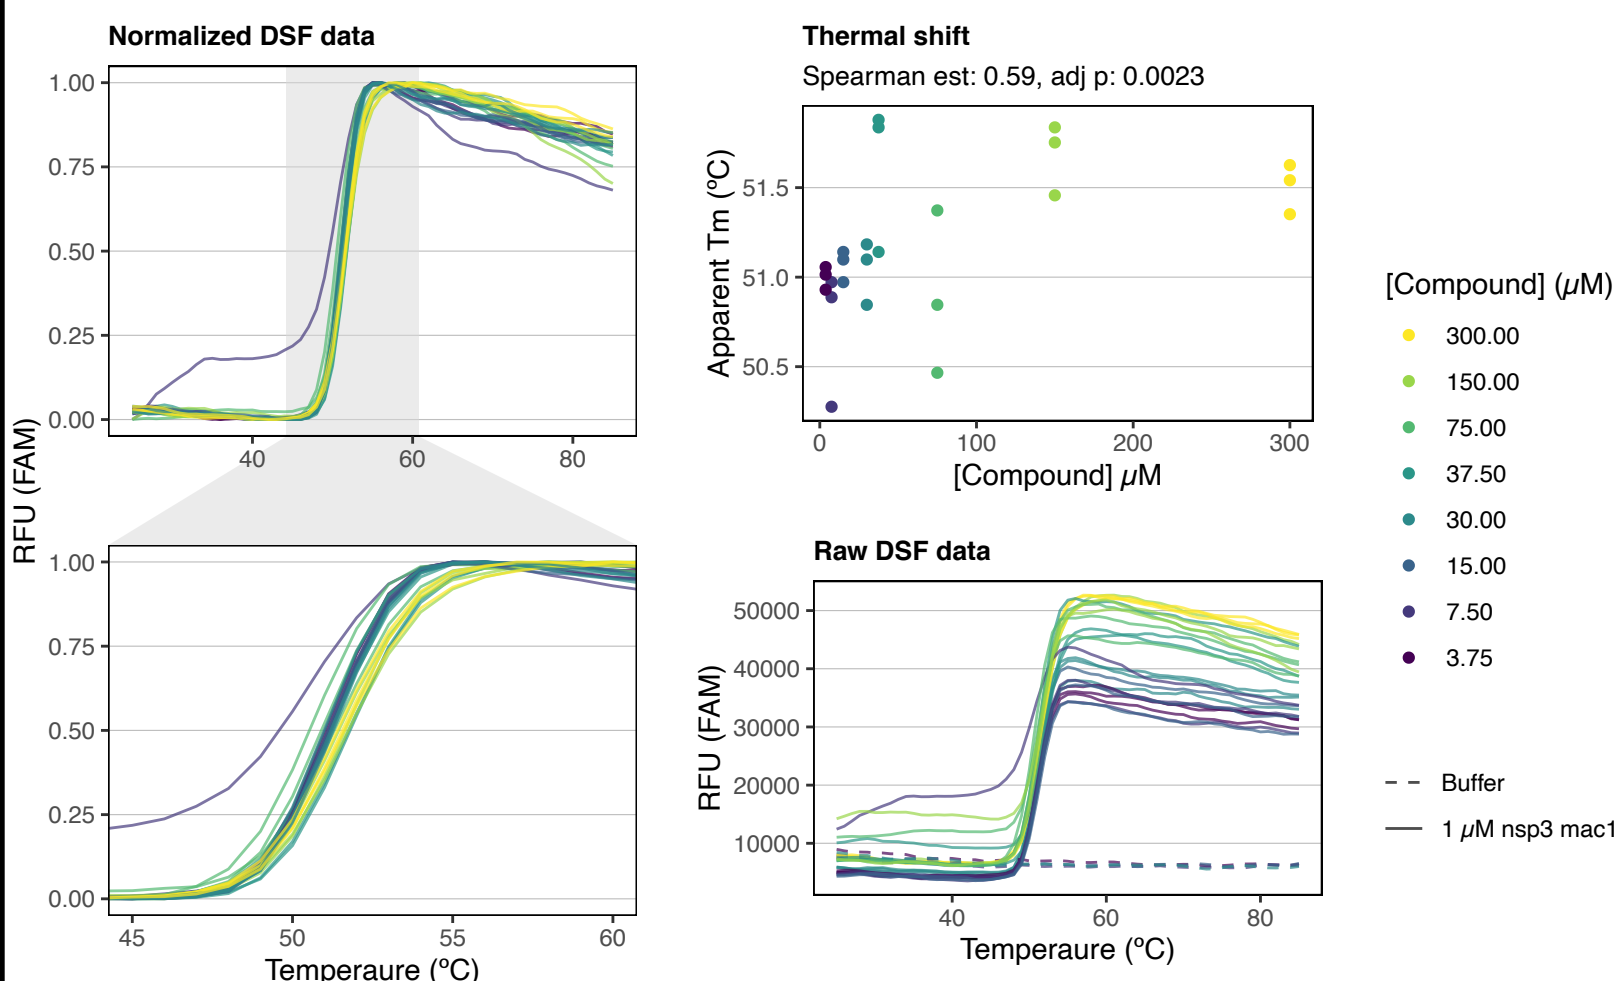 Normalized DSF data
1.00
0.75
0.50
0.25
0.00
40 60 80
RFU (FAM)
1.00
0.75
0.50
0.25
0.00
45 50 55 60
Temperaure (ºC)
Thermal shift
Spearman est: 0.59, adj p: 0.0023
Apparent Tm (ºC)
51.5
51.0
50.5
0 100 200 300
[Compound] µM
Raw DSF data
RFU (FAM)
50000
40000
30000
20000
10000
40 60 80
Temperaure (ºC)
[Compound] (µM)
300.00
150.00
75.00
37.50
30.00
15.00
7.50
3.75
Buffer
1 µM nsp3 mac1